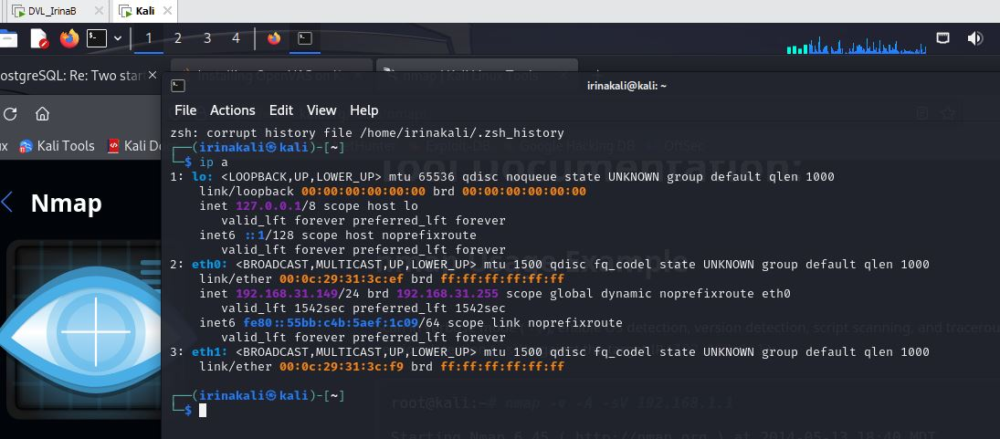 DVL_IrinaB
Kali
1 2 3 4
ostgreSQL: Re: Two star
Installing OpenVAS on K
nmap | Kali Linux Tools
irinakali@kali: ~
File Actions Edit View Help
ux
Kali Tools
Kali Do
etHunter
Exploit-DB
Google Hacking DB
OffSec
Nmap
Tool Documentation:
Example
detection, version detection, script scanning, and tracerou
root@kali:~# nmap -v -A -sV 192.168.1.1
Starting Nmap 6.45 ( http://nmap.org ) at 2014-05-13 18:40 MDT
zsh: corrupt history file /home/irinakali/.zsh_history
┌──(irinakali㉿kali)-[~]
└─$ ip a
1: lo: <LOOPBACK,UP,LOWER_UP> mtu 65536 qdisc noqueue state UNKNOWN group default qlen 1000
link/loopback 00:00:00:00:00:00 brd 00:00:00:00:00:00
inet 127.0.0.1/8 scope host lo
valid_lft forever preferred_lft forever
inet6 ::1/128 scope host noprefixroute
valid_lft forever preferred_lft forever
2: eth0: <BROADCAST,MULTICAST,UP,LOWER_UP> mtu 1500 qdisc fq_codel state UNKNOWN group default qlen 1000
link/ether 00:0c:29:31:3c:ef brd ff:ff:ff:ff:ff:ff
inet 192.168.31.149/24 brd 192.168.31.255 scope global dynamic noprefixroute eth0
valid_lft 1542sec preferred_lft 1542sec
inet6 fe80::55bb:c4b:5aef:1c09/64 scope link noprefixroute
valid_lft forever preferred_lft forever
3: eth1: <BROADCAST,MULTICAST,UP,LOWER_UP> mtu 1500 qdisc fq_codel state UNKNOWN group default qlen 1000
link/ether 00:0c:29:31:3c:f9 brd ff:ff:ff:ff:ff:ff
┌──(irinakali㉿kali)-[~]
└─$